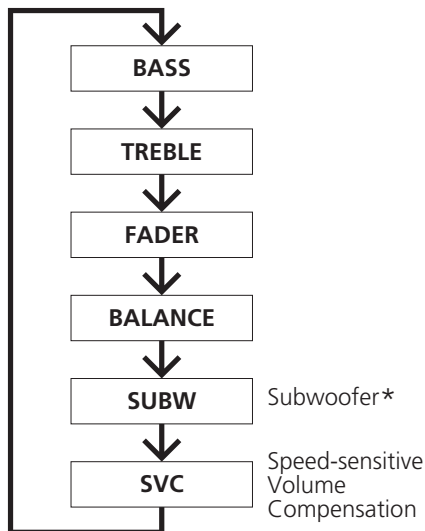 BASS
TREBLE
FADER
BALANCE
SUBW
Subwoofer*
SVC
Speed-sensitive
Volume
Compensation